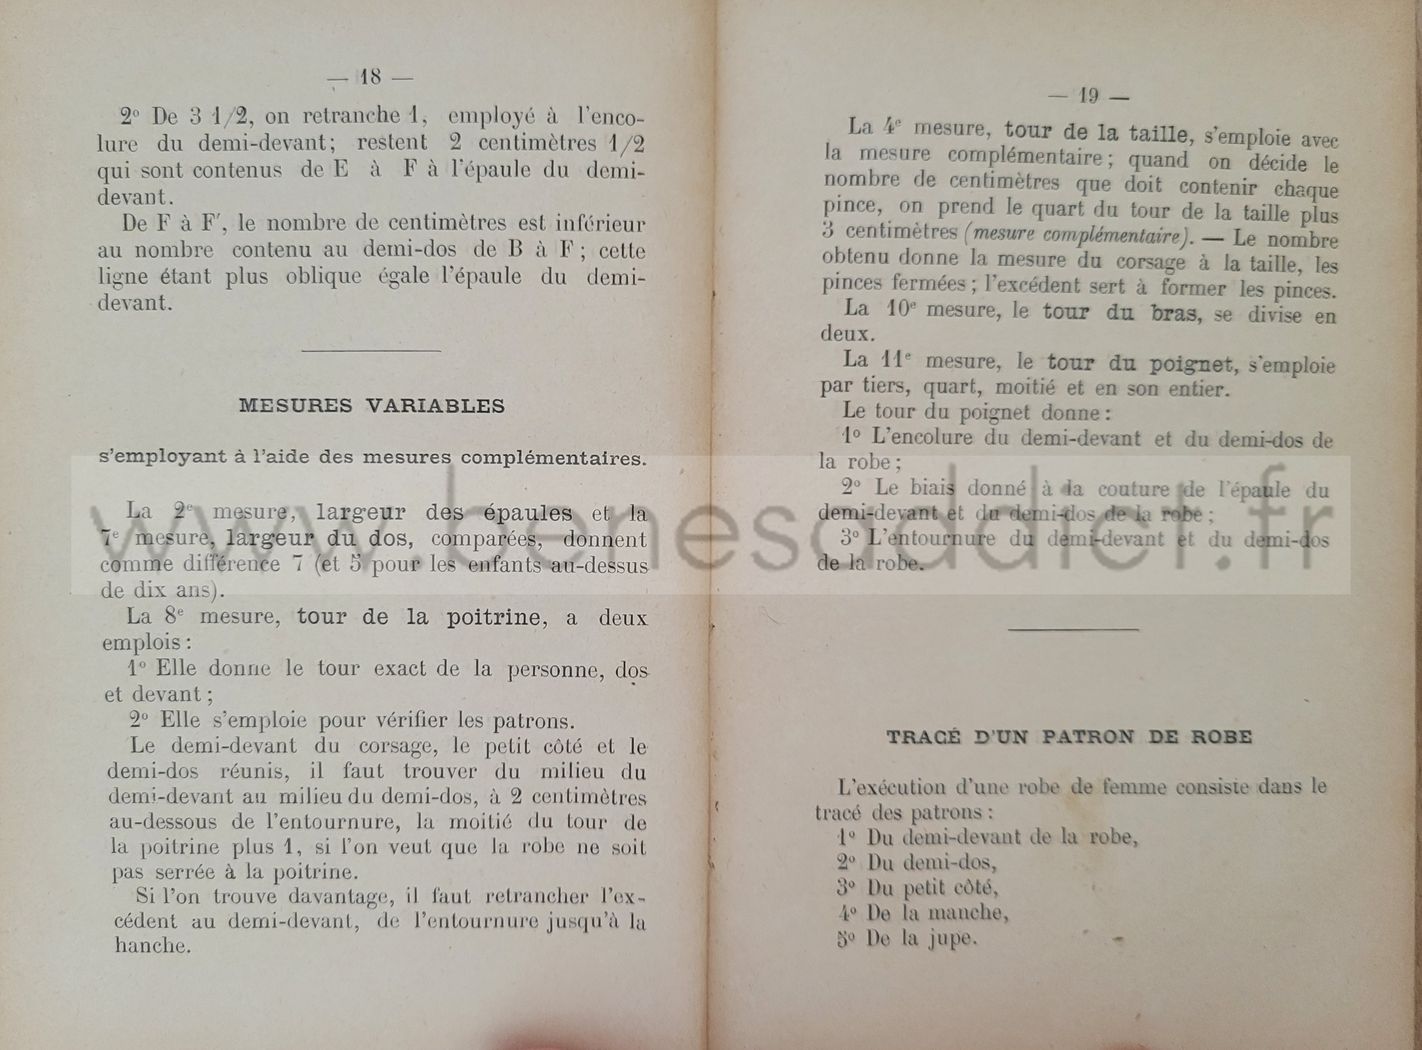 — 18 —
2º De 3 1/2, on retranche 1, employé à l'enco-
lure du demi-devant; restent 2 centimètres 1/2
qui sont contenus de E à F à l'épaule du demi-
devant.
De F à F', le nombre de centimètres est inférieur
au nombre contenu au demi-dos de B à F; cette
ligne étant plus oblique égale l'épaule du demi-
devant.
MESURES VARIABLES
s'employant à l'aide des mesures complémentaires.
La 2e mesure, largeur des épaules et la
7e mesure, largeur du dos, comparées, donnent
comme différence 7 (et 5 pour les enfants au-dessus
de dix ans).
La 8e mesure, tour de la poitrine, a deux
emplois :
1º Elle donne le tour exact de la personne, dos
et devant ;
2º Elle s'emploie pour vérifier les patrons.
Le demi-devant du corsage, le petit côté et le
demi-dos réunis, il faut trouver du milieu du
demi-devant au milieu du demi-dos, à 2 centimètres
au-dessous de l'entournure, la moitié du tour de
la poitrine plus 1, si l'on veut que la robe ne soit
pas serrée à la poitrine.
Si l'on trouve davantage, il faut retrancher l'ex-
cédent au demi-devant, de l'entournure jusqu'à la
hanche.
— 19 —
La 4e mesure, tour de la taille, s'emploie avec
la mesure complémentaire; quand on décide le
nombre de centimètres que doit contenir chaque
pince, on prend le quart du tour de la taille plus
3 centimètres (mesure complémentaire). — Le nombre
obtenu donne la mesure du corsage à la taille, les
pinces fermées; l'excédent sert à former les pinces.
La 10e mesure, le tour du bras, se divise en
deux.
La 11e mesure, le tour du poignet, s'emploie
par tiers, quart, moitié et en son entier.
Le tour du poignet donne :
1º L'encolure du demi-devant et du demi-dos de
la robe;
2º Le biais donné à la couture de l'épaule du
demi-devant et du demi-dos de la robe;
3º L'entournure du demi-devant et du demi-dos
de la robe.
TRACÉ D'UN PATRON DE ROBE
L'exécution d'une robe de femme consiste dans le
tracé des patrons :
1º Du demi-devant de la robe,
2º Du demi-dos,
3º Du petit côté,
4º De la manche,
5º De la jupe.
www.benesaddict.fr